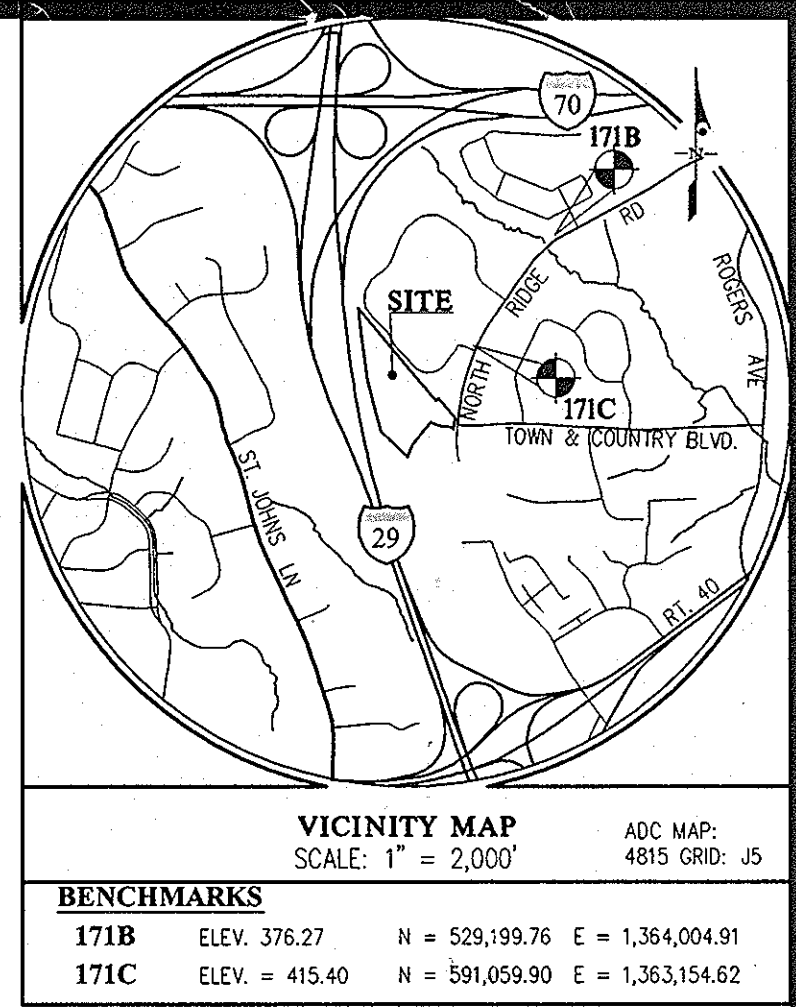 70
171B
N
NORTH RIDGE RD
ROGERS AVE
SITE
171C
TOWN & COUNTRY BLVD.
ST. JOHNS LN
29
RT. 40
VICINITY MAP
SCALE: 1" = 2,000'
ADC MAP:
4815 GRID: J5
BENCHMARKS
171B ELEV. 376.27 N = 529,199.76 E = 1,364,004.91
171C ELEV. = 415.40 N = 591,059.90 E = 1,363,154.62